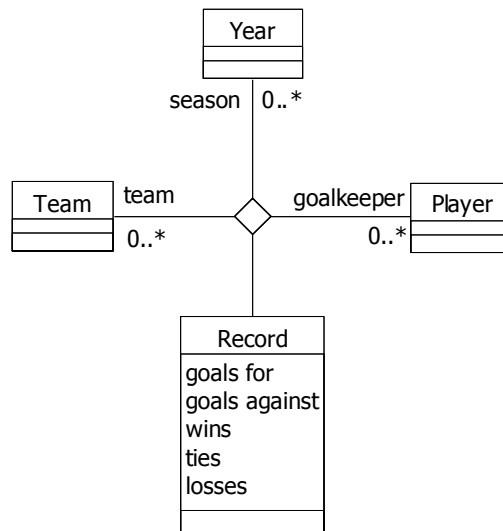 Year
season 0..*
Team
team
0..*
goalkeeper
0..*
Player
Record
goals for
goals against
wins
ties
losses